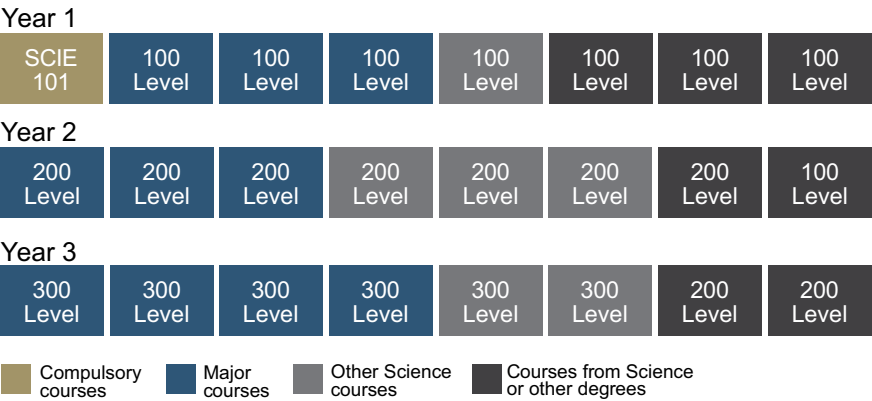 Year 1
SCIE 101
100 Level
100 Level
100 Level
100 Level
100 Level
100 Level
100 Level
Year 2
200 Level
200 Level
200 Level
200 Level
200 Level
200 Level
200 Level
100 Level
Year 3
300 Level
300 Level
300 Level
300 Level
300 Level
300 Level
200 Level
200 Level
Compulsory
courses
Major
courses
Other Science
courses
Courses from Science
or other degrees